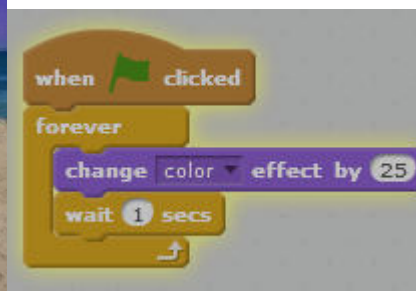 when clicked
forever
change color effect by 25
wait 1 secs